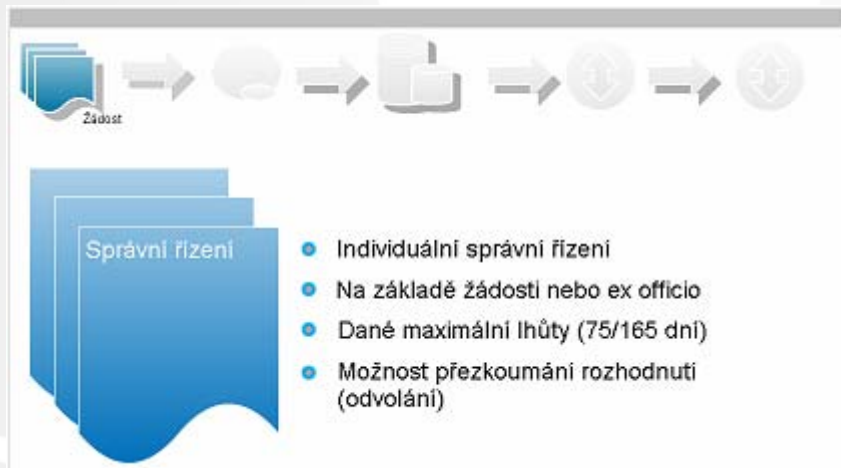 Žádost
Správní řízení
Individuální správní řízení
Na základě žádosti nebo ex officio
Dané maximální lhůty (75/165 dní)
Možnost přezkoumání rozhodnutí
(odvolání)